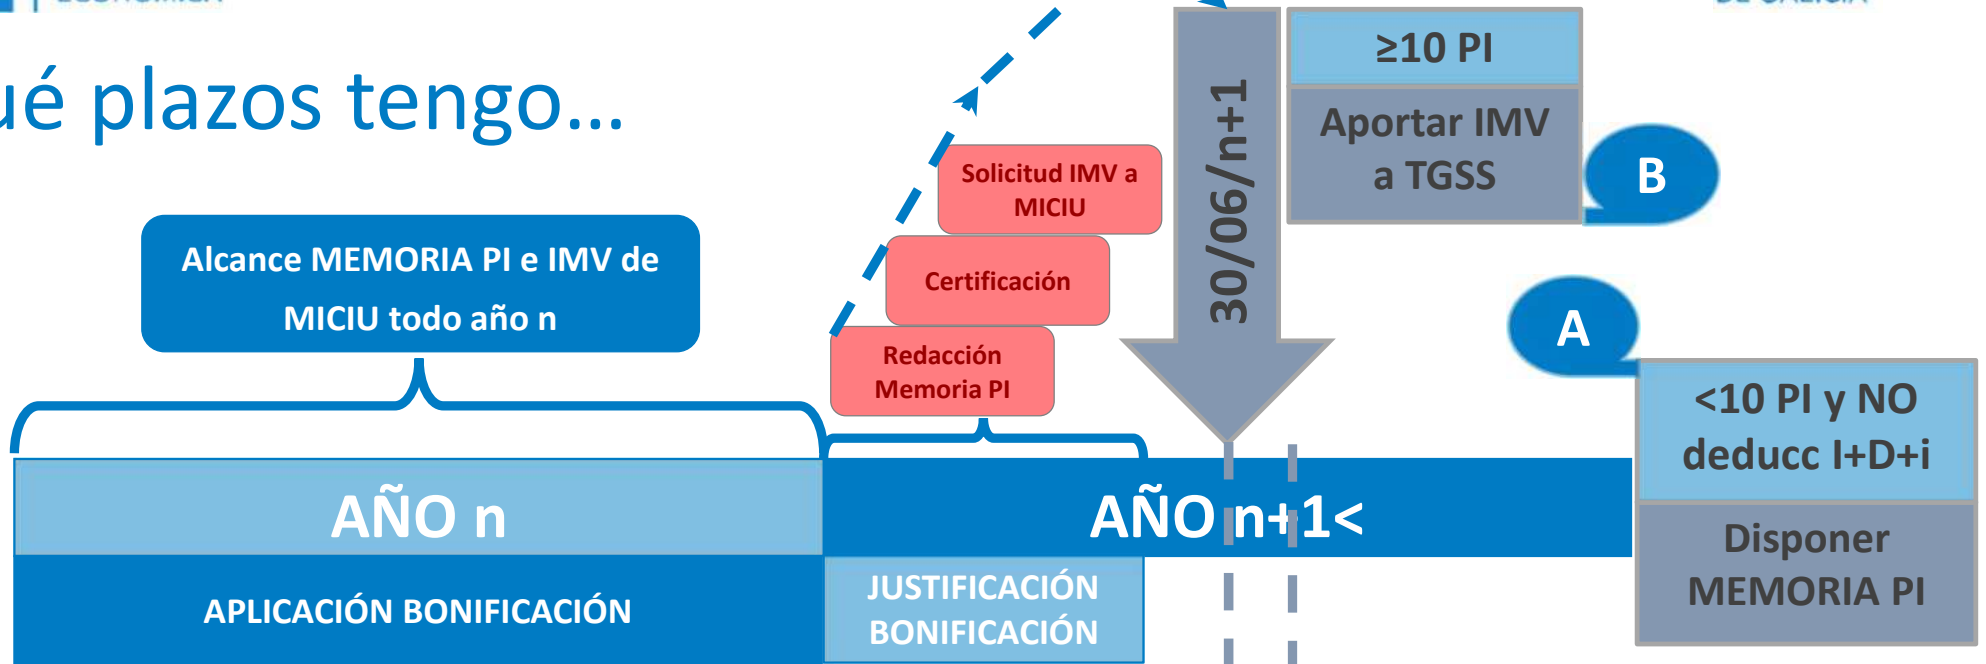 ué plazos tengo...
≥10 PI
Aportar IMV
a TGSS
B
30/06/n+1
Solicitud IMV a
MICIU
Certificación
Redacción
Memoria PI
Alcance MEMORIA PI e IMV de
MICIU todo año n
A
<10 PI y NO
deducc I+D+i
Disponer
MEMORIA PI
AÑO n
AÑO n+1<
APLICACIÓN BONIFICACIÓN
JUSTIFICACIÓN
BONIFICACIÓN